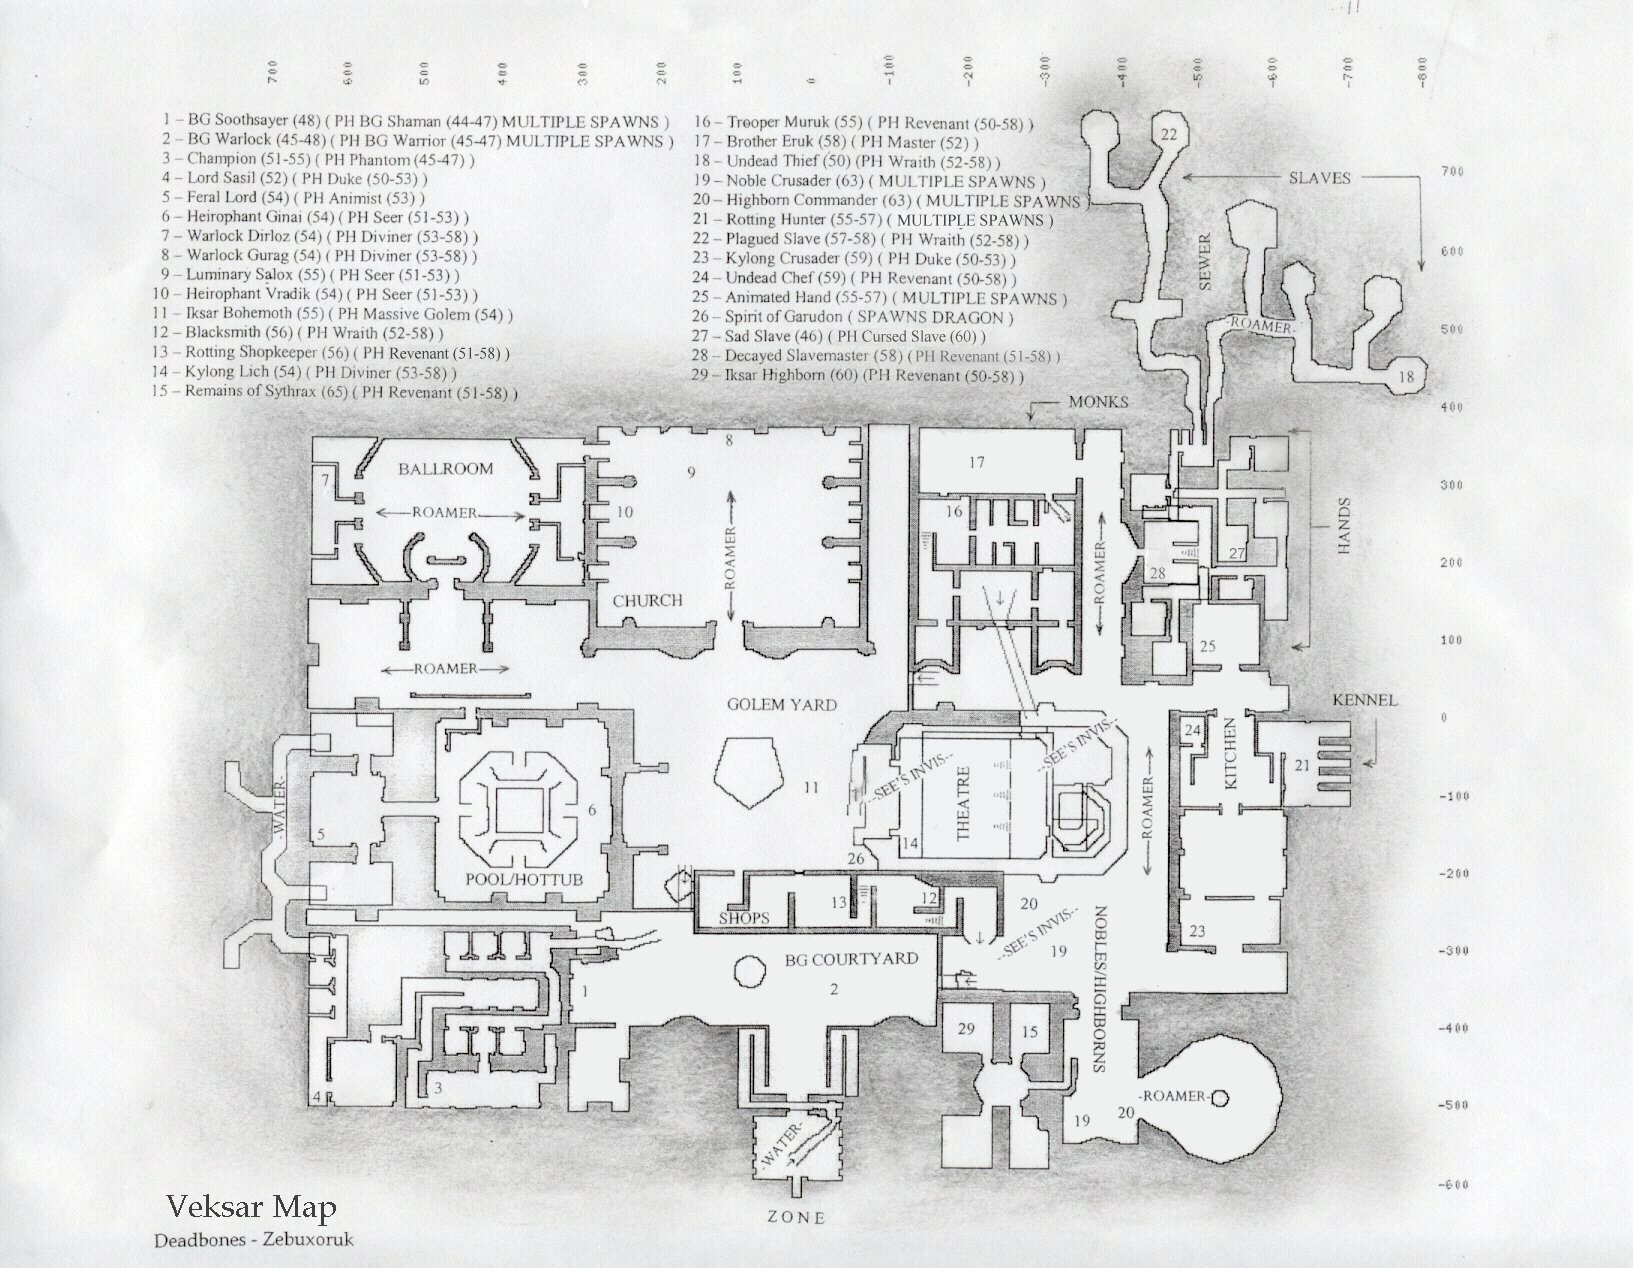 700 600 500 400 300 200 100 0 -100 -200 -300 -400 -500 -600 -700 -800
1 – BG Soothsayer (48) ( PH BG Shaman (44-47) MULTIPLE SPAWNS )
2 – BG Warlock (45-48) ( PH BG Warrior (45-47) MULTIPLE SPAWNS )
3 – Champion (51-55) ( PH Phantom (45-47) )
4 – Lord Sasil (52) ( PH Duke (50-53) )
5 – Feral Lord (54) ( PH Animist (53) )
6 – Heirophant Ginai (54) ( PH Seer (51-53) )
7 – Warlock Dirloz (54) ( PH Diviner (53-58) )
8 – Warlock Gurag (54) ( PH Diviner (53-58) )
9 – Luminary Salox (55) ( PH Seer (51-53) )
10 – Heirophant Vradik (54) ( PH Seer (51-53) )
11 – Iksar Bohemoth (55) ( PH Massive Golem (54) )
12 – Blacksmith (56) ( PH Wraith (52-58) )
13 – Rotting Shopkeeper (56) ( PH Revenant (51-58) )
14 – Kylong Lich (54) ( PH Diviner (53-58) )
15 – Remains of Sythrax (65) ( PH Revenant (51-58) )
16 – Trooper Muruk (55) ( PH Revenant (50-58) )
17 – Brother Eruk (58) ( PH Master (52) )
18 – Undead Thief (50) (PH Wraith (52-58) )
19 – Noble Crusader (63) ( MULTIPLE SPAWNS )
20 – Highborn Commander (63) ( MULTIPLE SPAWNS )
21 – Rotting Hunter (55-57) ( MULTIPLE SPAWNS )
22 – Plagued Slave (57-58) ( PH Wraith (52-58) )
23 – Kylong Crusader (59) ( PH Duke (50-53) )
24 – Undead Chef (59) ( PH Revenant (50-58) )
25 – Animated Hand (55-57) ( MULTIPLE SPAWNS )
26 – Spirit of Garudon ( SPAWNS DRAGON )
27 – Sad Slave (46) ( PH Cursed Slave (60) )
28 – Decayed Slavemaster (58) ( PH Revenant (51-58) )
29 – Iksar Highborn (60) (PH Revenant (50-58) )
22
SLAVES
700
SEWER
600
-ROAMER-
500
18
400
MONKS
BALLROOM
8
9
17
7
300
ROAMER
10
16
HANDS
ROAMER
ROAMER
27
200
28
CHURCH
100
25
ROAMER
GOLEM YARD
KENNEL
0
24
-SEE'S INVIS--
KITCHEN
21
-SEE'S INVIS--
11
-100
-WATER-
THEATRE
ROAMER
6
5
14
26
-200
POOL/HOTTUB
13
12
20
SHOPS
--SEE'S INVIS--
23
19
-300
BG COURTYARD
NOBLES/HIGHBORNS
1
2
29
15
-400
3
4
-ROAMER-
-500
19
20
-WATER-
-600
ZONE
Veksar Map
Deadbones - Zebuxoruk